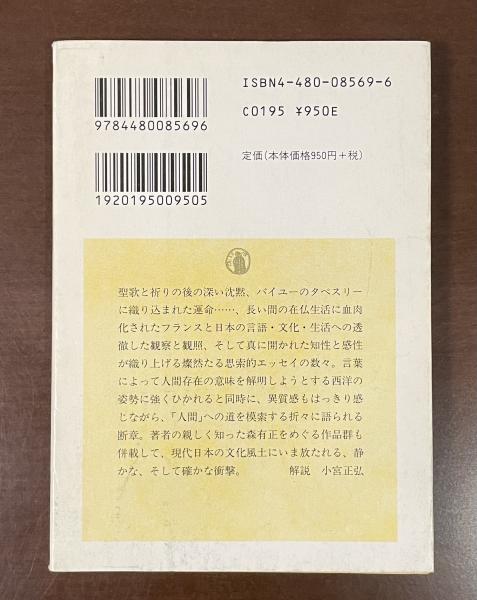 ISBN4-480-08569-6
9784480085696
C0195 ¥950E
定価(本体価格950円+税)
1920195009505
聖歌と祈りの後の深い沈黙、バイユーのタペスリー
に織り込まれた運命……、長い間の在仏生活に血肉
化されたフランスと日本の言語・文化・生活への透
徹した観察と観照、そして真に開かれた知性と感性
が織り上げる燦然たる思索的エッセイの数々。言葉
によって人間存在の意味を解明しようとする西洋の
姿勢に強くひかれると同時に、異質感もはっきり感
じながら、「人間」への道を模索する折々に語られる
断章。著者の親しく知った森有正をめぐる作品群も
併載して、現代日本の文化風土にいま放たれる、静
かな、そして確かな衝撃。 解説 小宮正弘